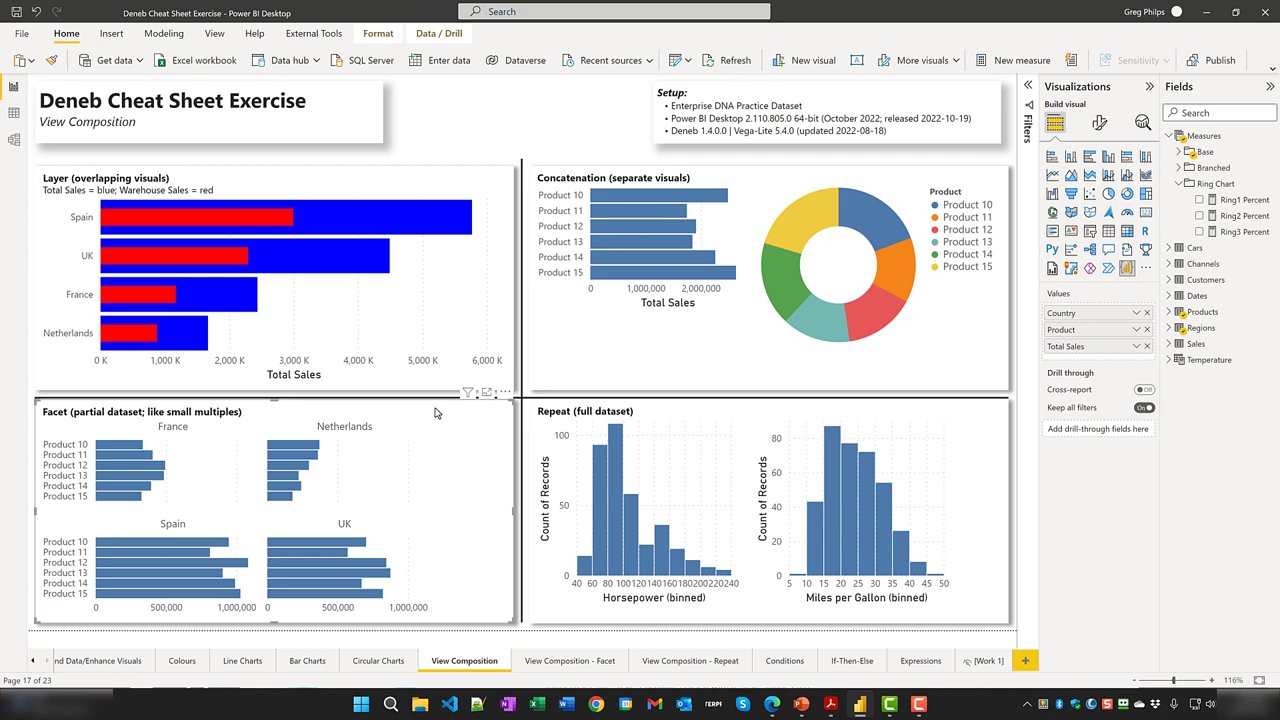 Deneb Cheat Sheet Exercise - Power BI Desktop
Search
Greg Philps
File Home Insert Modeling View Help External Tools Format Data / Drill
Get data Excel workbook Data hub SQL Server Enter data Dataverse Recent sources Refresh New visual More visuals New measure Sensitivity Publish
Deneb Cheat Sheet Exercise
View Composition
Setup:
• Enterprise DNA Practice Dataset
• Power BI Desktop 2.110.805.0 64-bit (October 2022; released 2022-10-19)
• Deneb 1.4.0.0 | Vega-Lite 5.4.0 (updated 2022-08-18)
Layer (overlapping visuals)
Total Sales = blue; Warehouse Sales = red
Spain
UK
France
Netherlands
0 K 1,000 K 2,000 K 3,000 K 4,000 K 5,000 K 6,000 K
Total Sales
Concatenation (separate visuals)
Product 10
Product 11
Product 12
Product 13
Product 14
Product 15
0 1,000,000 2,000,000
Total Sales
Product
Product 10
Product 11
Product 12
Product 13
Product 14
Product 15
Facet (partial dataset; like small multiples)
France Netherlands
Product 10
Product 11
Product 12
Product 13
Product 14
Product 15
Spain UK
Product 10
Product 11
Product 12
Product 13
Product 14
Product 15
0 500,000 1,000,000 0 500,000 1,000,000
Repeat (full dataset)
Count of Records
100
50
0
40 60 80 100 120 140 160 180 200 220 240
Horsepower (binned)
Count of Records
80
60
40
20
0
5 10 15 20 25 30 35 40 45 50
Miles per Gallon (binned)
Filters
Visualizations
Build visual
R
Py
Values
Country
Product
Total Sales
Drill through
Cross-report Off
Keep all filters On
Add drill-through fields here
Fields
Search
Measures
Base
Branched
Ring Chart
Ring1 Percent
Ring2 Percent
Ring3 Percent
Cars
Channels
Customers
Dates
Products
Regions
Sales
Temperature
nd Data/Enhance Visuals Colours Line Charts Bar Charts Circular Charts View Composition View Composition - Facet View Composition - Repeat Conditions If-Then-Else Expressions [Work 1]
Page 17 of 23
116%